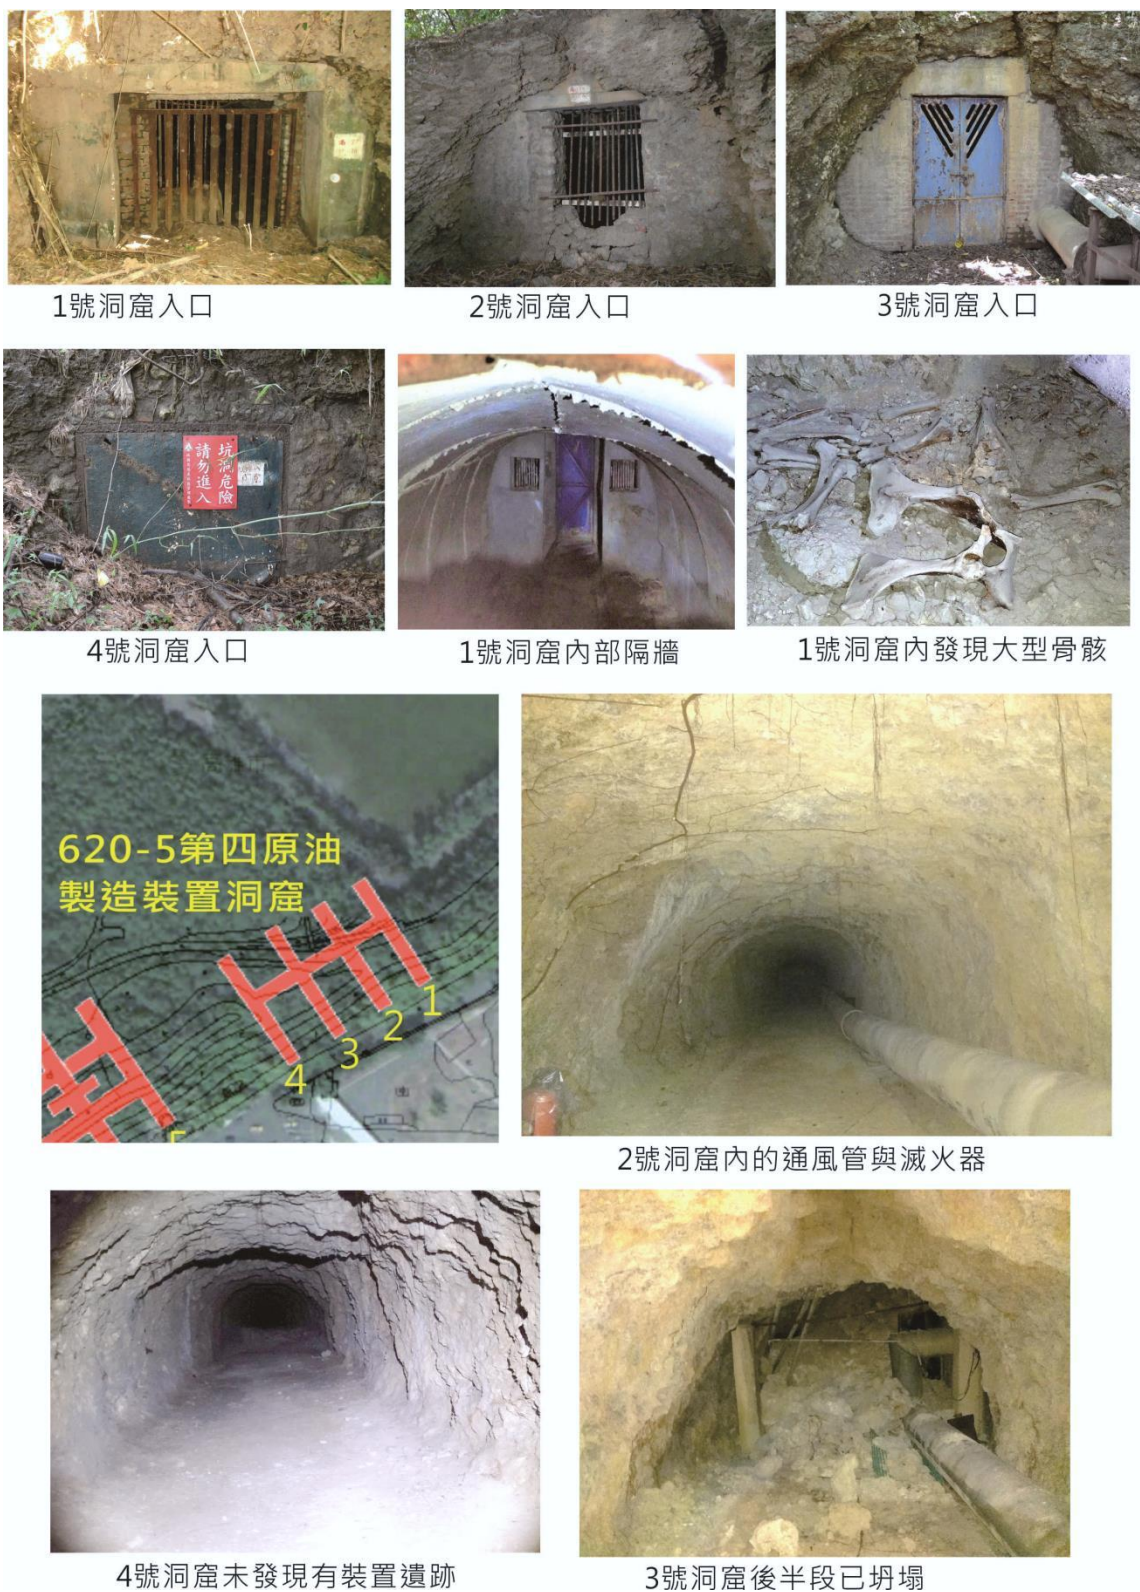 1號洞窟入口
2號洞窟入口
3號洞窟入口
坑洞危險
請勿進入
4號洞窟入口
1號洞窟內部隔牆
1號洞窟內發現大型骨骸
620-5第四原油
製造裝置洞窟
1
2
3
4
2號洞窟內的通風管與滅火器
4號洞窟未發現有裝置遺跡
3號洞窟後半段已坍塌